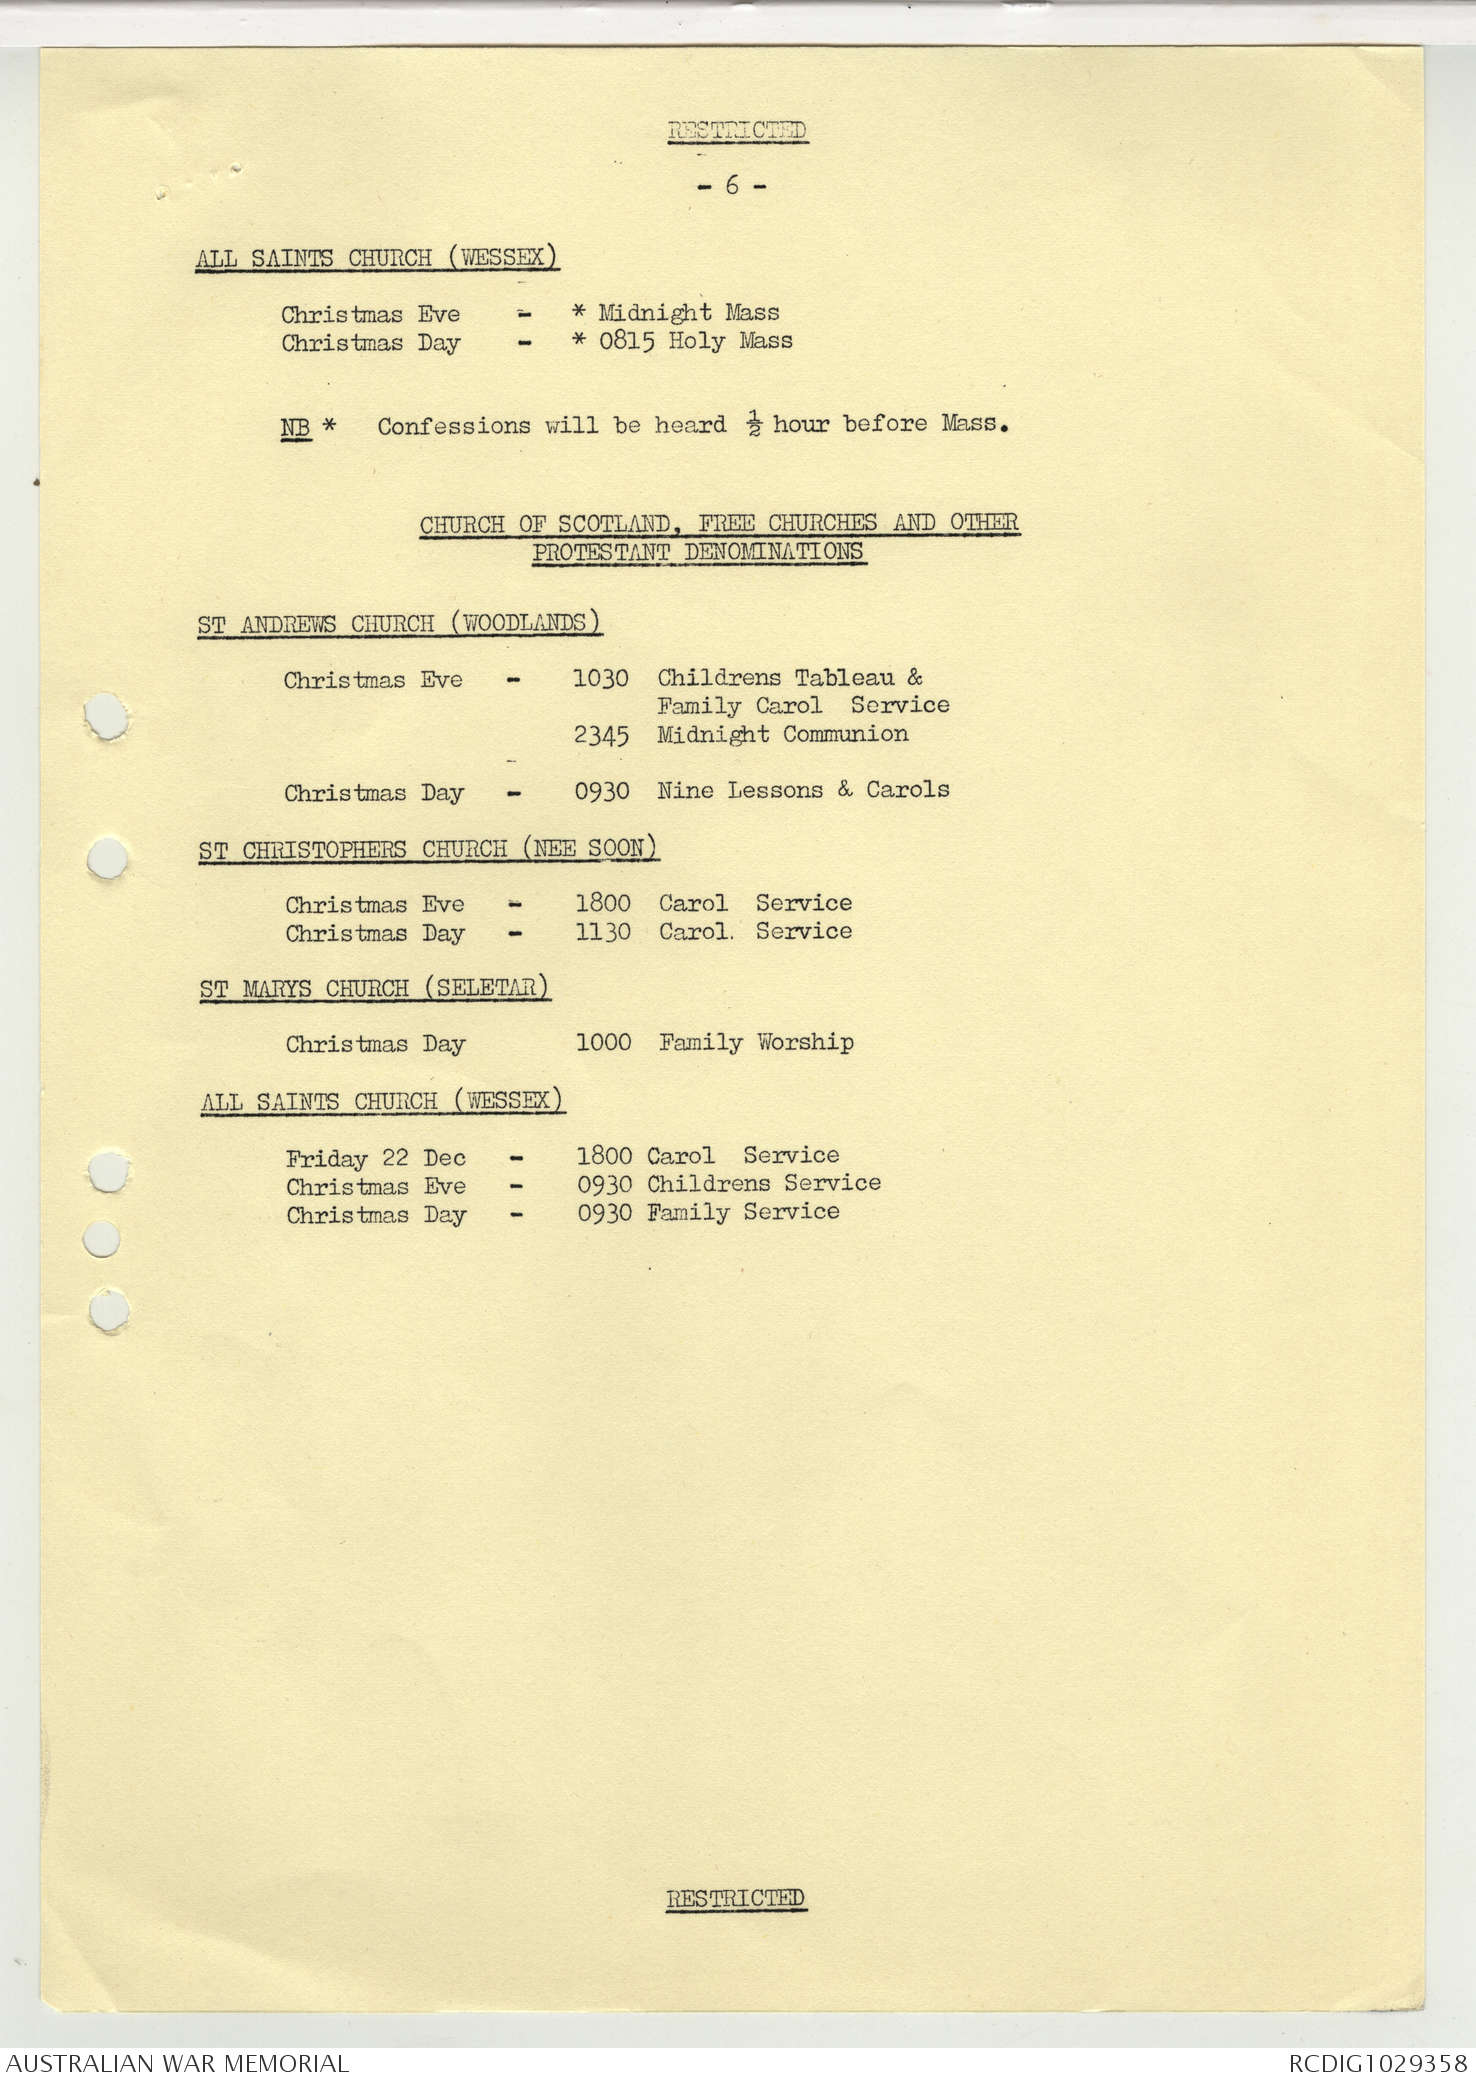 RESTRICTED
- 6 -
ALL SAINTS CHURCH (WESSEX)
Christmas Eve - * Midnight Mass
Christmas Day - * 0815 Holy Mass
NB * Confessions will be heard ½ hour before Mass.
CHURCH OF SCOTLAND, FREE CHURCHES AND OTHER
PROTESTANT DENOMINATIONS
ST ANDREWS CHURCH (WOODLANDS)
Christmas Eve - 1030 Childrens Tableau &
Family Carol Service
2345 Midnight Communion
Christmas Day - 0930 Nine Lessons & Carols
ST CHRISTOPHERS CHURCH (NEE SOON)
Christmas Eve - 1800 Carol Service
Christmas Day - 1130 Carol. Service
ST MARYS CHURCH (SELETAR)
Christmas Day 1000 Family Worship
ALL SAINTS CHURCH (WESSEX)
Friday 22 Dec - 1800 Carol Service
Christmas Eve - 0930 Childrens Service
Christmas Day - 0930 Family Service
RESTRICTED
AUSTRALIAN WAR MEMORIAL
RCDIG1029358